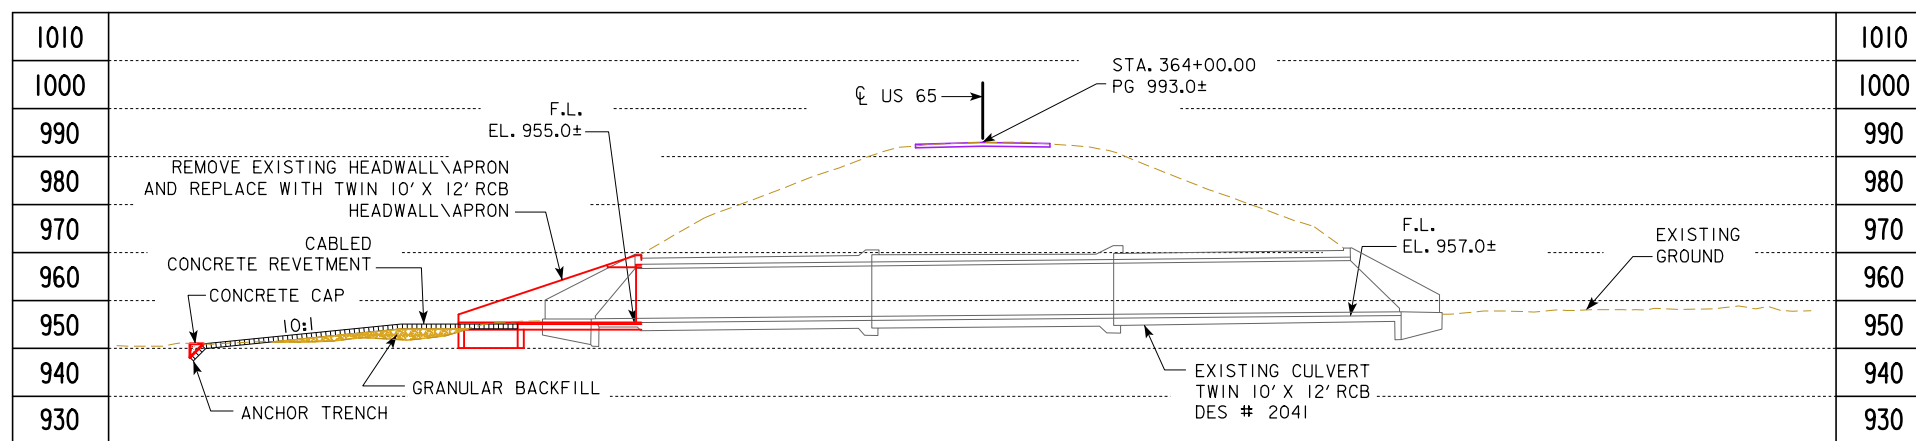 1010
1000
990
980
970
960
950
940
930
F.L.
EL. 955.0±
REMOVE EXISTING HEADWALL\APRON
AND REPLACE WITH TWIN 10' X 12' RCB
HEADWALL\APRON
CABLED
CONCRETE REVETMENT
CONCRETE CAP
10:1
GRANULAR BACKFILL
ANCHOR TRENCH
℄ US 65
STA. 364+00.00
PG 993.0±
F.L.
EL. 957.0±
EXISTING
GROUND
EXISTING CULVERT
TWIN 10' X 12' RCB
DES # 2041
1010
1000
990
980
970
960
950
940
930